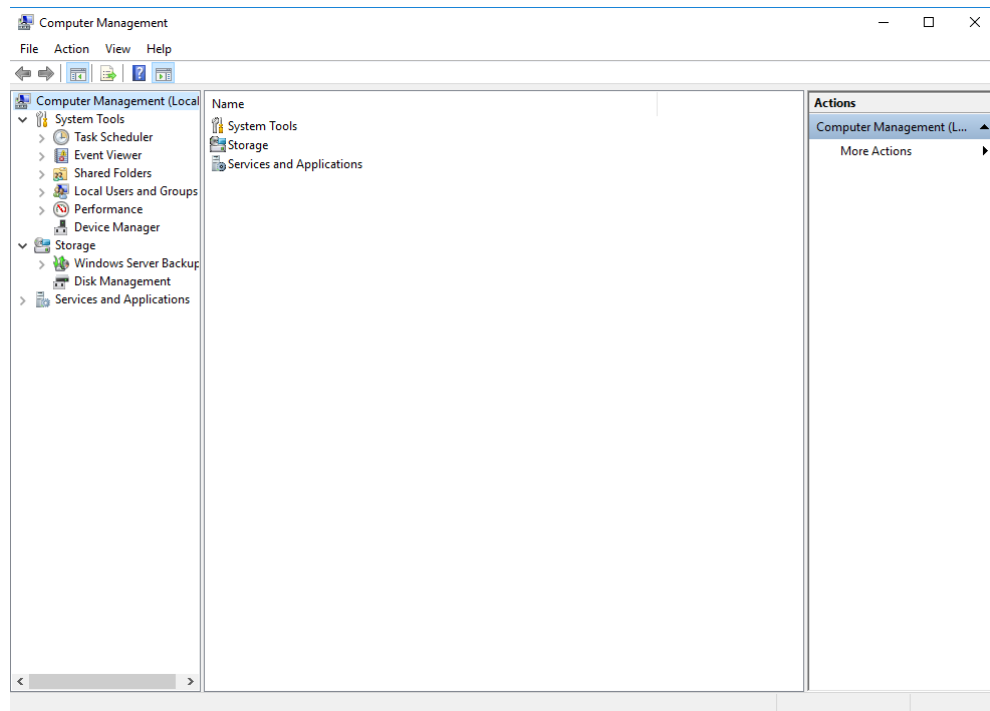 Computer Management
File Action View Help
Computer Management (Local
System Tools
Task Scheduler
Event Viewer
Shared Folders
Local Users and Groups
Performance
Device Manager
Storage
Windows Server Backup
Disk Management
Services and Applications
Name
System Tools
Storage
Services and Applications
Actions
Computer Management (L...
More Actions